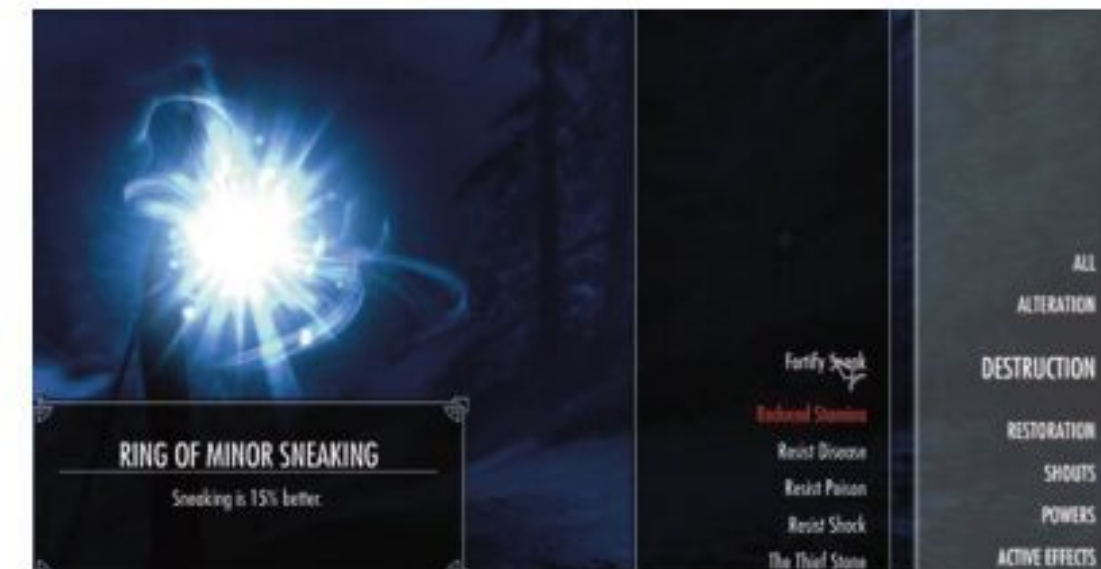 RING OF MINOR SNEAKING
Sneaking is 15% better.
Fortify Sneak
Reduced Stamina
Resist Disease
Resist Poison
Resist Shock
The Thief Stone
ALL
ALTERATION
DESTRUCTION
RESTORATION
SHOUTS
POWERS
ACTIVE EFFECTS